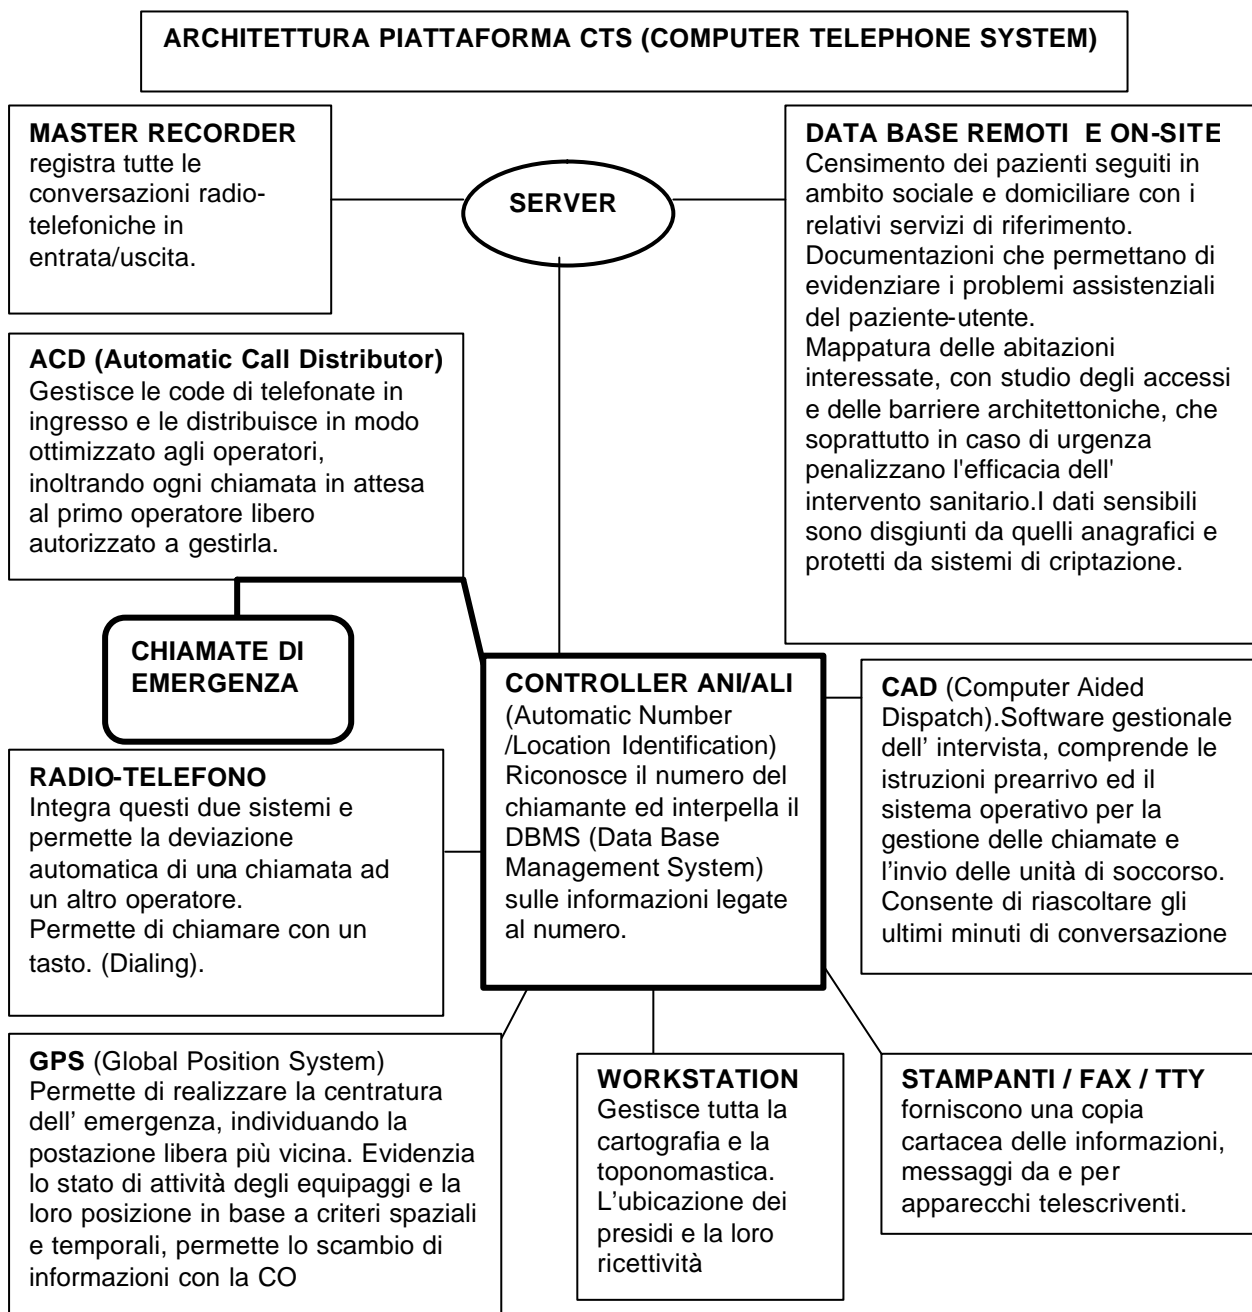 ARCHITETTURA PIATTAFORMA CTS (COMPUTER TELEPHONE SYSTEM)
MASTER RECORDER
registra tutte le
conversazioni radio-
telefoniche in
entrata/uscita.
SERVER
DATA BASE REMOTI E ON-SITE
Censimento dei pazienti seguiti in
ambito sociale e domiciliare con i
relativi servizi di riferimento.
Documentazioni che permettano di
evidenziare i problemi assistenziali
del paziente-utente.
Mappatura delle abitazioni
interessate, con studio degli accessi
e delle barriere architettoniche, che
soprattutto in caso di urgenza
penalizzano l'efficacia dell'
intervento sanitario.I dati sensibili
sono disgiunti da quelli anagrafici e
protetti da sistemi di criptazione.
ACD (Automatic Call Distributor)
Gestisce le code di telefonate in
ingresso e le distribuisce in modo
ottimizzato agli operatori,
inoltrando ogni chiamata in attesa
al primo operatore libero
autorizzato a gestirla.
CHIAMATE DI
EMERGENZA
CONTROLLER ANI/ALI
(Automatic Number
/Location Identification)
Riconosce il numero del
chiamante ed interpella il
DBMS (Data Base
Management System)
sulle informazioni legate
al numero.
CAD (Computer Aided
Dispatch).Software gestionale
dell' intervista, comprende le
istruzioni prearrivo ed il
sistema operativo per la
gestione delle chiamate e
l'invio delle unità di soccorso.
Consente di riascoltare gli
ultimi minuti di conversazione
RADIO-TELEFONO
Integra questi due sistemi e
permette la deviazione
automatica di una chiamata ad
un altro operatore.
Permette di chiamare con un
tasto. (Dialing).
GPS (Global Position System)
Permette di realizzare la centratura
dell' emergenza, individuando la
postazione libera più vicina. Evidenzia
lo stato di attività degli equipaggi e la
loro posizione in base a criteri spaziali
e temporali, permette lo scambio di
informazioni con la CO
WORKSTATION
Gestisce tutta la
cartografia e la
toponomastica.
L'ubicazione dei
presidi e la loro
ricettività
STAMPANTI / FAX / TTY
forniscono una copia
cartacea delle informazioni,
messaggi da e per
apparecchi telescriventi.